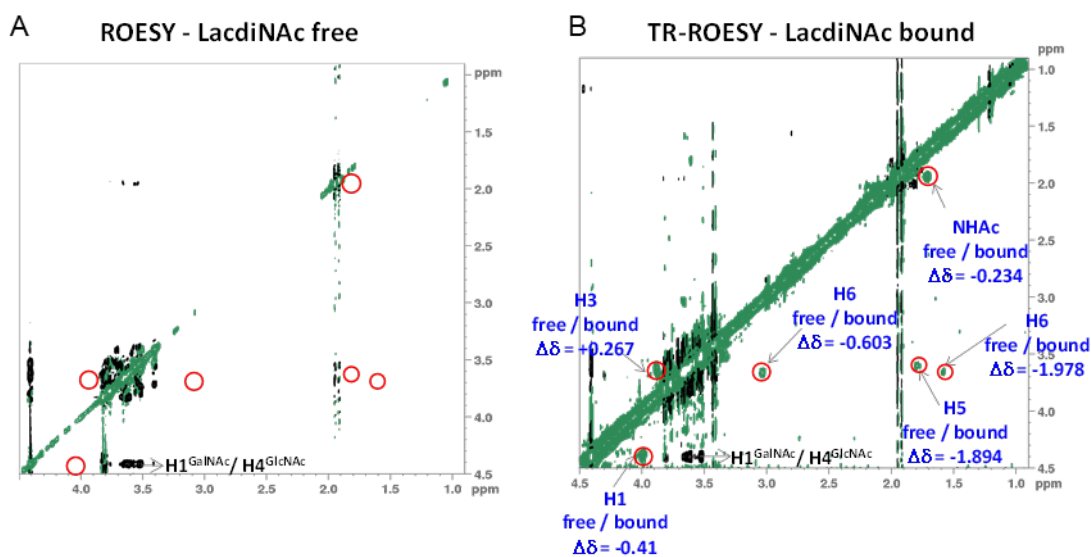 A
ROESY - LacdiNAc free
ppm
1.0
1.5
2.0
2.5
3.0
3.5
4.0
4.5
H1GalNAc/ H4GlcNAc
4.0
3.5
3.0
2.5
2.0
1.5
1.0
ppm
B
TR-ROESY - LacdiNAc bound
ppm
1.0
1.5
2.0
2.5
3.0
3.5
4.0
4.5
NHAc
free / bound
Δδ= -0.234
H3
free / bound
Δδ= +0.267
H6
free / bound
Δδ= -0.603
H6
free / bound
Δδ= -1.978
H5
free / bound
Δδ= -1.894
H1GalNAc/ H4GlcNAc
4.5
4.0
3.5
3.0
2.5
2.0
1.5
1.0
ppm
H1
free / bound
Δδ= -0.41